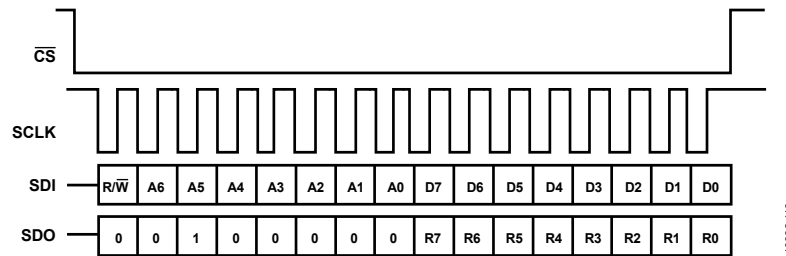 CS
SCLK
SDI R/W A6 A5 A4 A3 A2 A1 A0 D7 D6 D5 D4 D3 D2 D1 D0
SDO 0 0 1 0 0 0 0 0 R7 R6 R5 R4 R3 R2 R1 R0